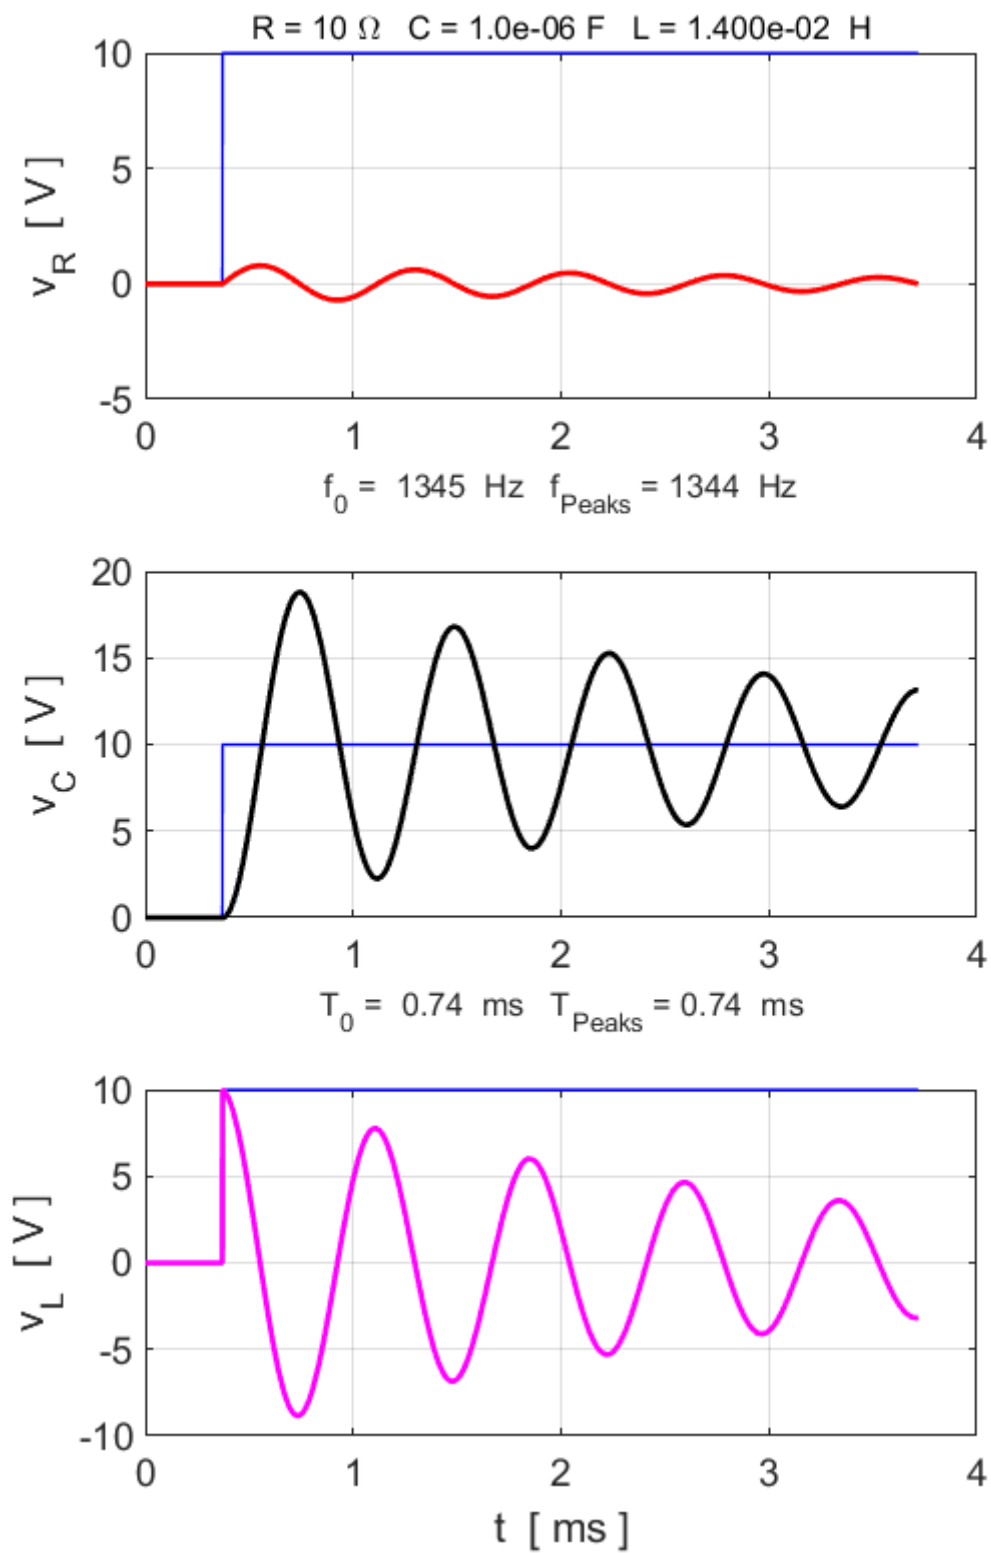 R = 10 Ω   C = 1.0e-06 F   L = 1.400e-02  H
10
5
0
-5
v_R  [ V ]
0 1 2 3 4
f_0 =  1345  Hz   f_Peaks = 1344  Hz
20
15
10
5
0
v_C  [ V ]
0 1 2 3 4
T_0 =  0.74  ms   T_Peaks = 0.74  ms
10
5
0
-5
-10
v_L  [ V ]
0 1 2 3 4
t  [ ms ]